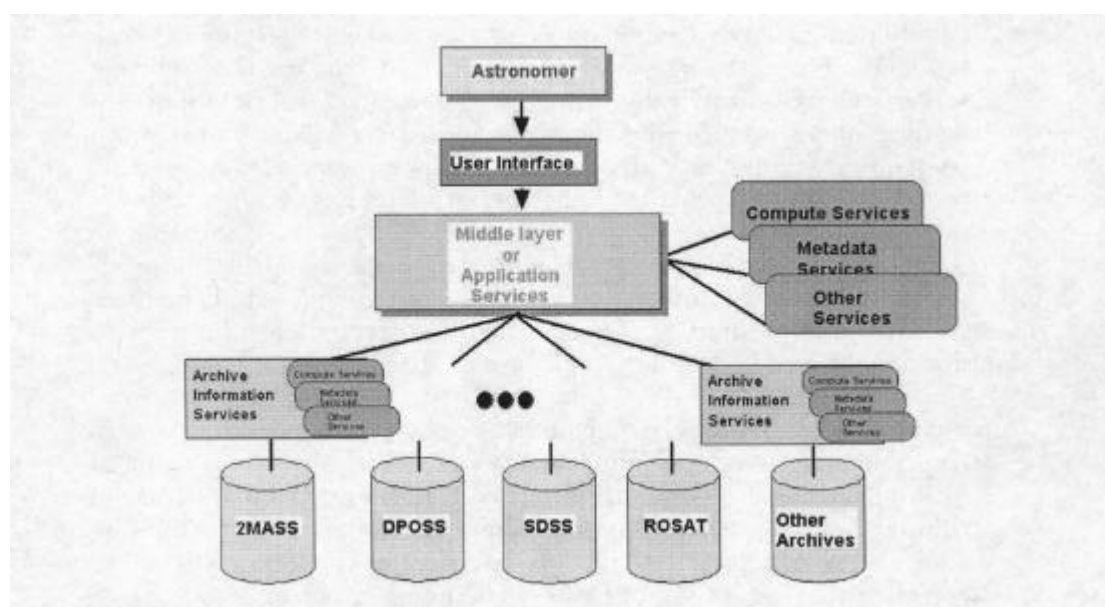 Astronomer
User Interface
Middle layer
or
Application
Services
Compute Services
Metadada
Services
Other
Services
Archive
Information
Services
Compute Services
Metadata
Services
Other
Services
Archive
Information
Services
Compute Services
Metadata
Services
Other
Services
2MASS
DPOSS
SDSS
ROSAT
Other
Archives